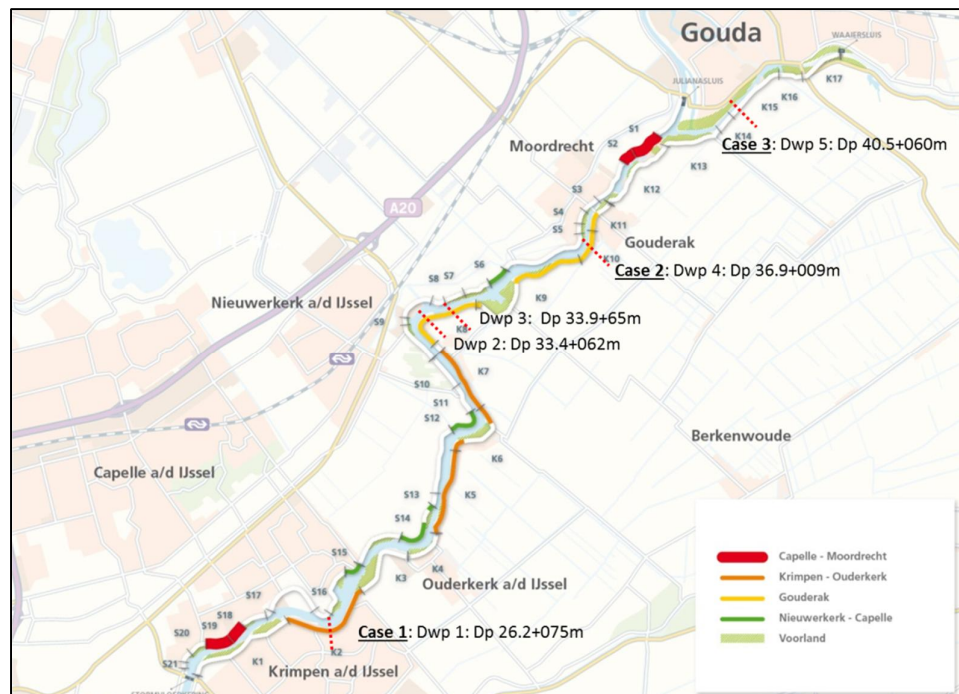 Gouda
WAAIERSLUIS
JULIANASLUIS
K17
K16
K15
K14
Case 3: Dwp 5: Dp 40.5+060m
S1
S2
Moordrecht
K13
K12
S3
S4
S5
K11
Gouderak
K10
Case 2: Dwp 4: Dp 36.9+009m
A20
S6
S7
S8
K9
Nieuwerkerk a/d IJssel
S9
K8
Dwp 3: Dp 33.9+65m
Dwp 2: Dp 33.4+062m
K7
S10
S11
S12
Berkenwoude
K6
Capelle a/d IJssel
K5
S13
S14
K4
K3
Ouderkerk a/d IJssel
S15
S16
S17
S18
S19
S20
S21
Case 1: Dwp 1: Dp 26.2+075m
K2
K1
Krimpen a/d IJssel
Capelle - Moordrecht
Krimpen - Ouderkerk
Gouderak
Nieuwerkerk - Capelle
Voorland